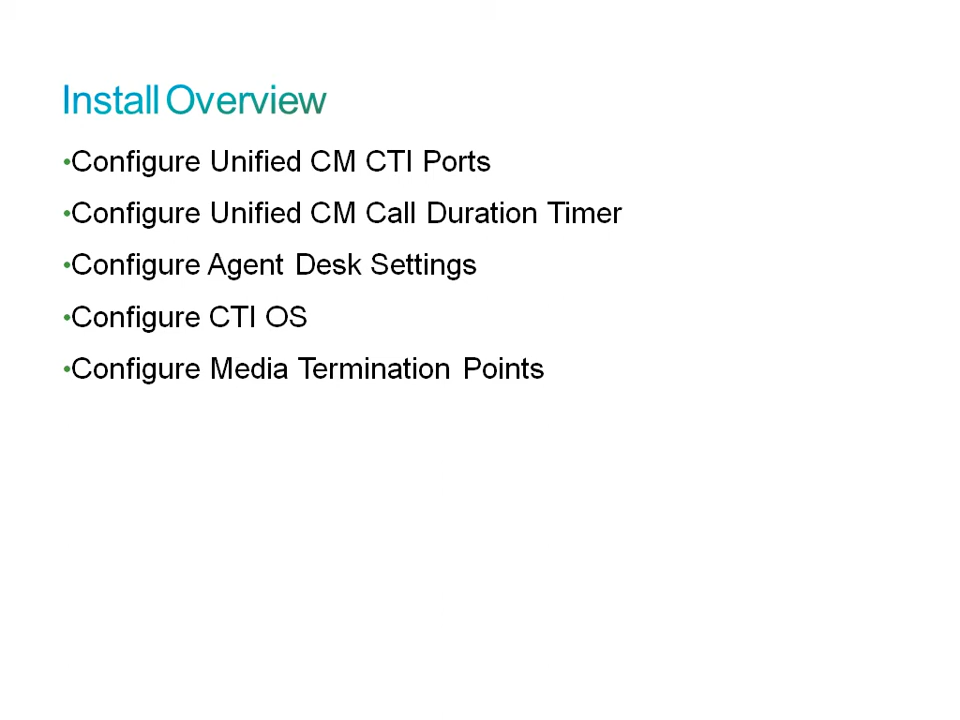 Install Overview
•Configure Unified CM CTI Ports
•Configure Unified CM Call Duration Timer
•Configure Agent Desk Settings
•Configure CTI OS
•Configure Media Termination Points